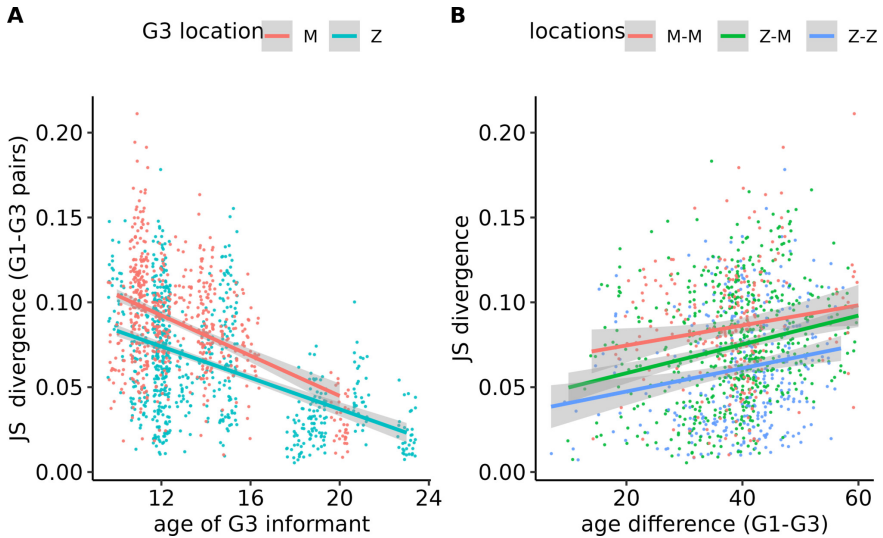 A
G3 location M Z
JS divergence (G1-G3 pairs)
0.20
0.15
0.10
0.05
0.00
12 16 20 24
age of G3 informant
B
locations M-M Z-M Z-Z
JS divergence
0.20
0.15
0.10
0.05
0.00
20 40 60
age difference (G1-G3)